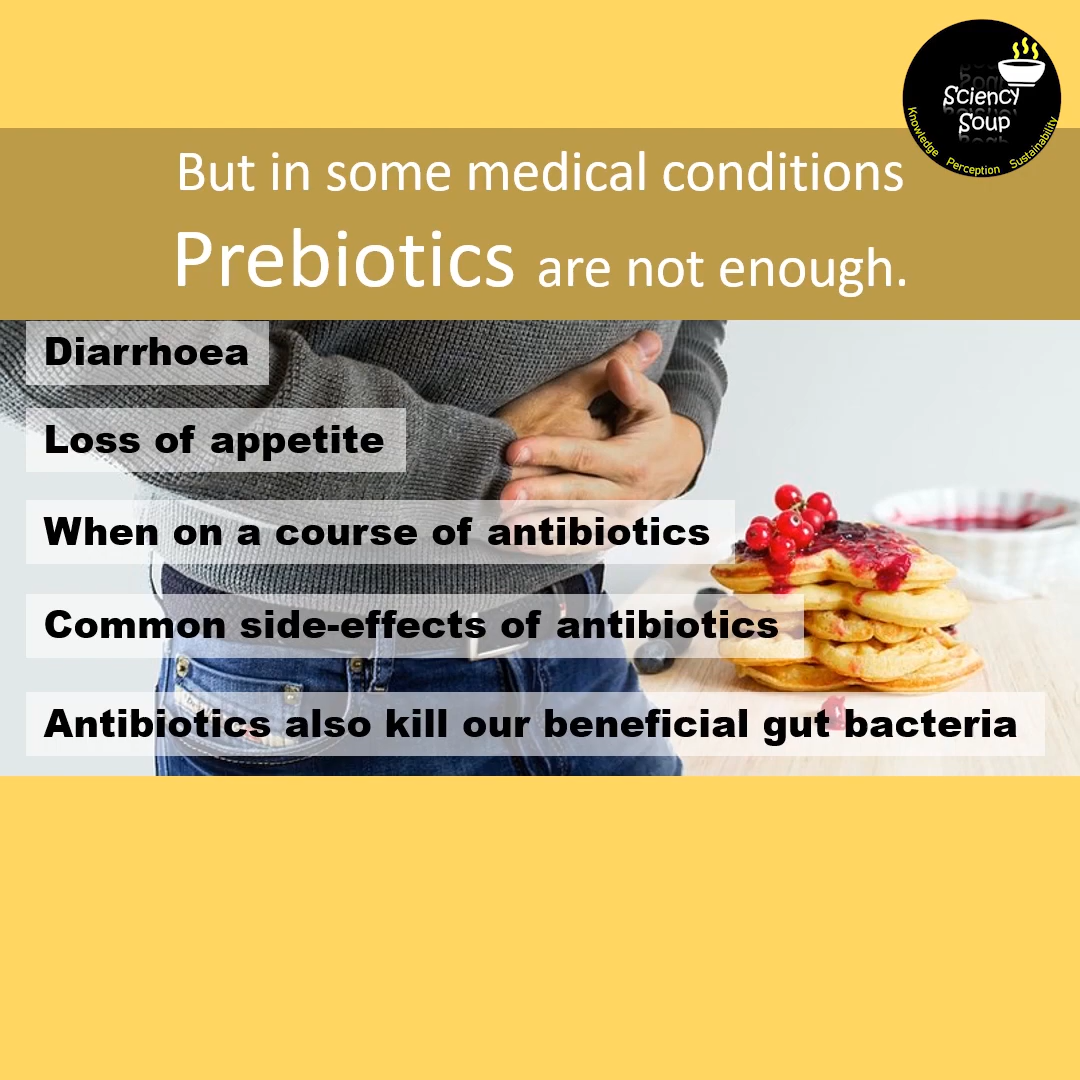 Sciency
Soup
Knowledge Perception Sustainability
But in some medical conditions
Prebiotics are not enough.
Diarrhoea
Loss of appetite
When on a course of antibiotics
Common side-effects of antibiotics
Antibiotics also kill our beneficial gut bacteria